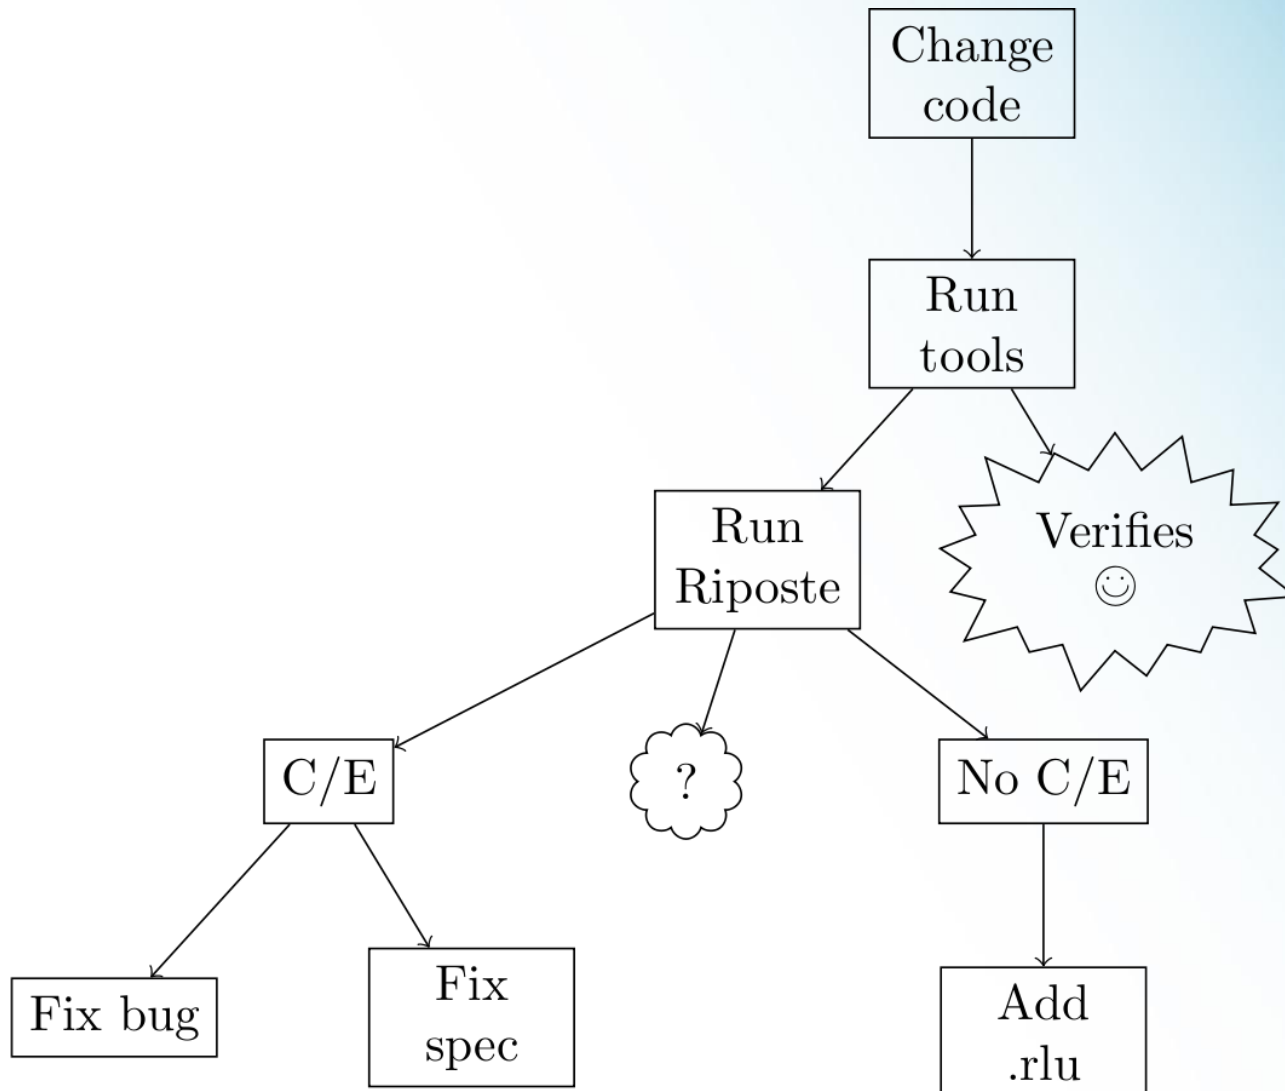 Change
code
Run
tools
Run
Riposte
Verifies
C/E
?
No C/E
Fix bug
Fix
spec
Add
.rlu